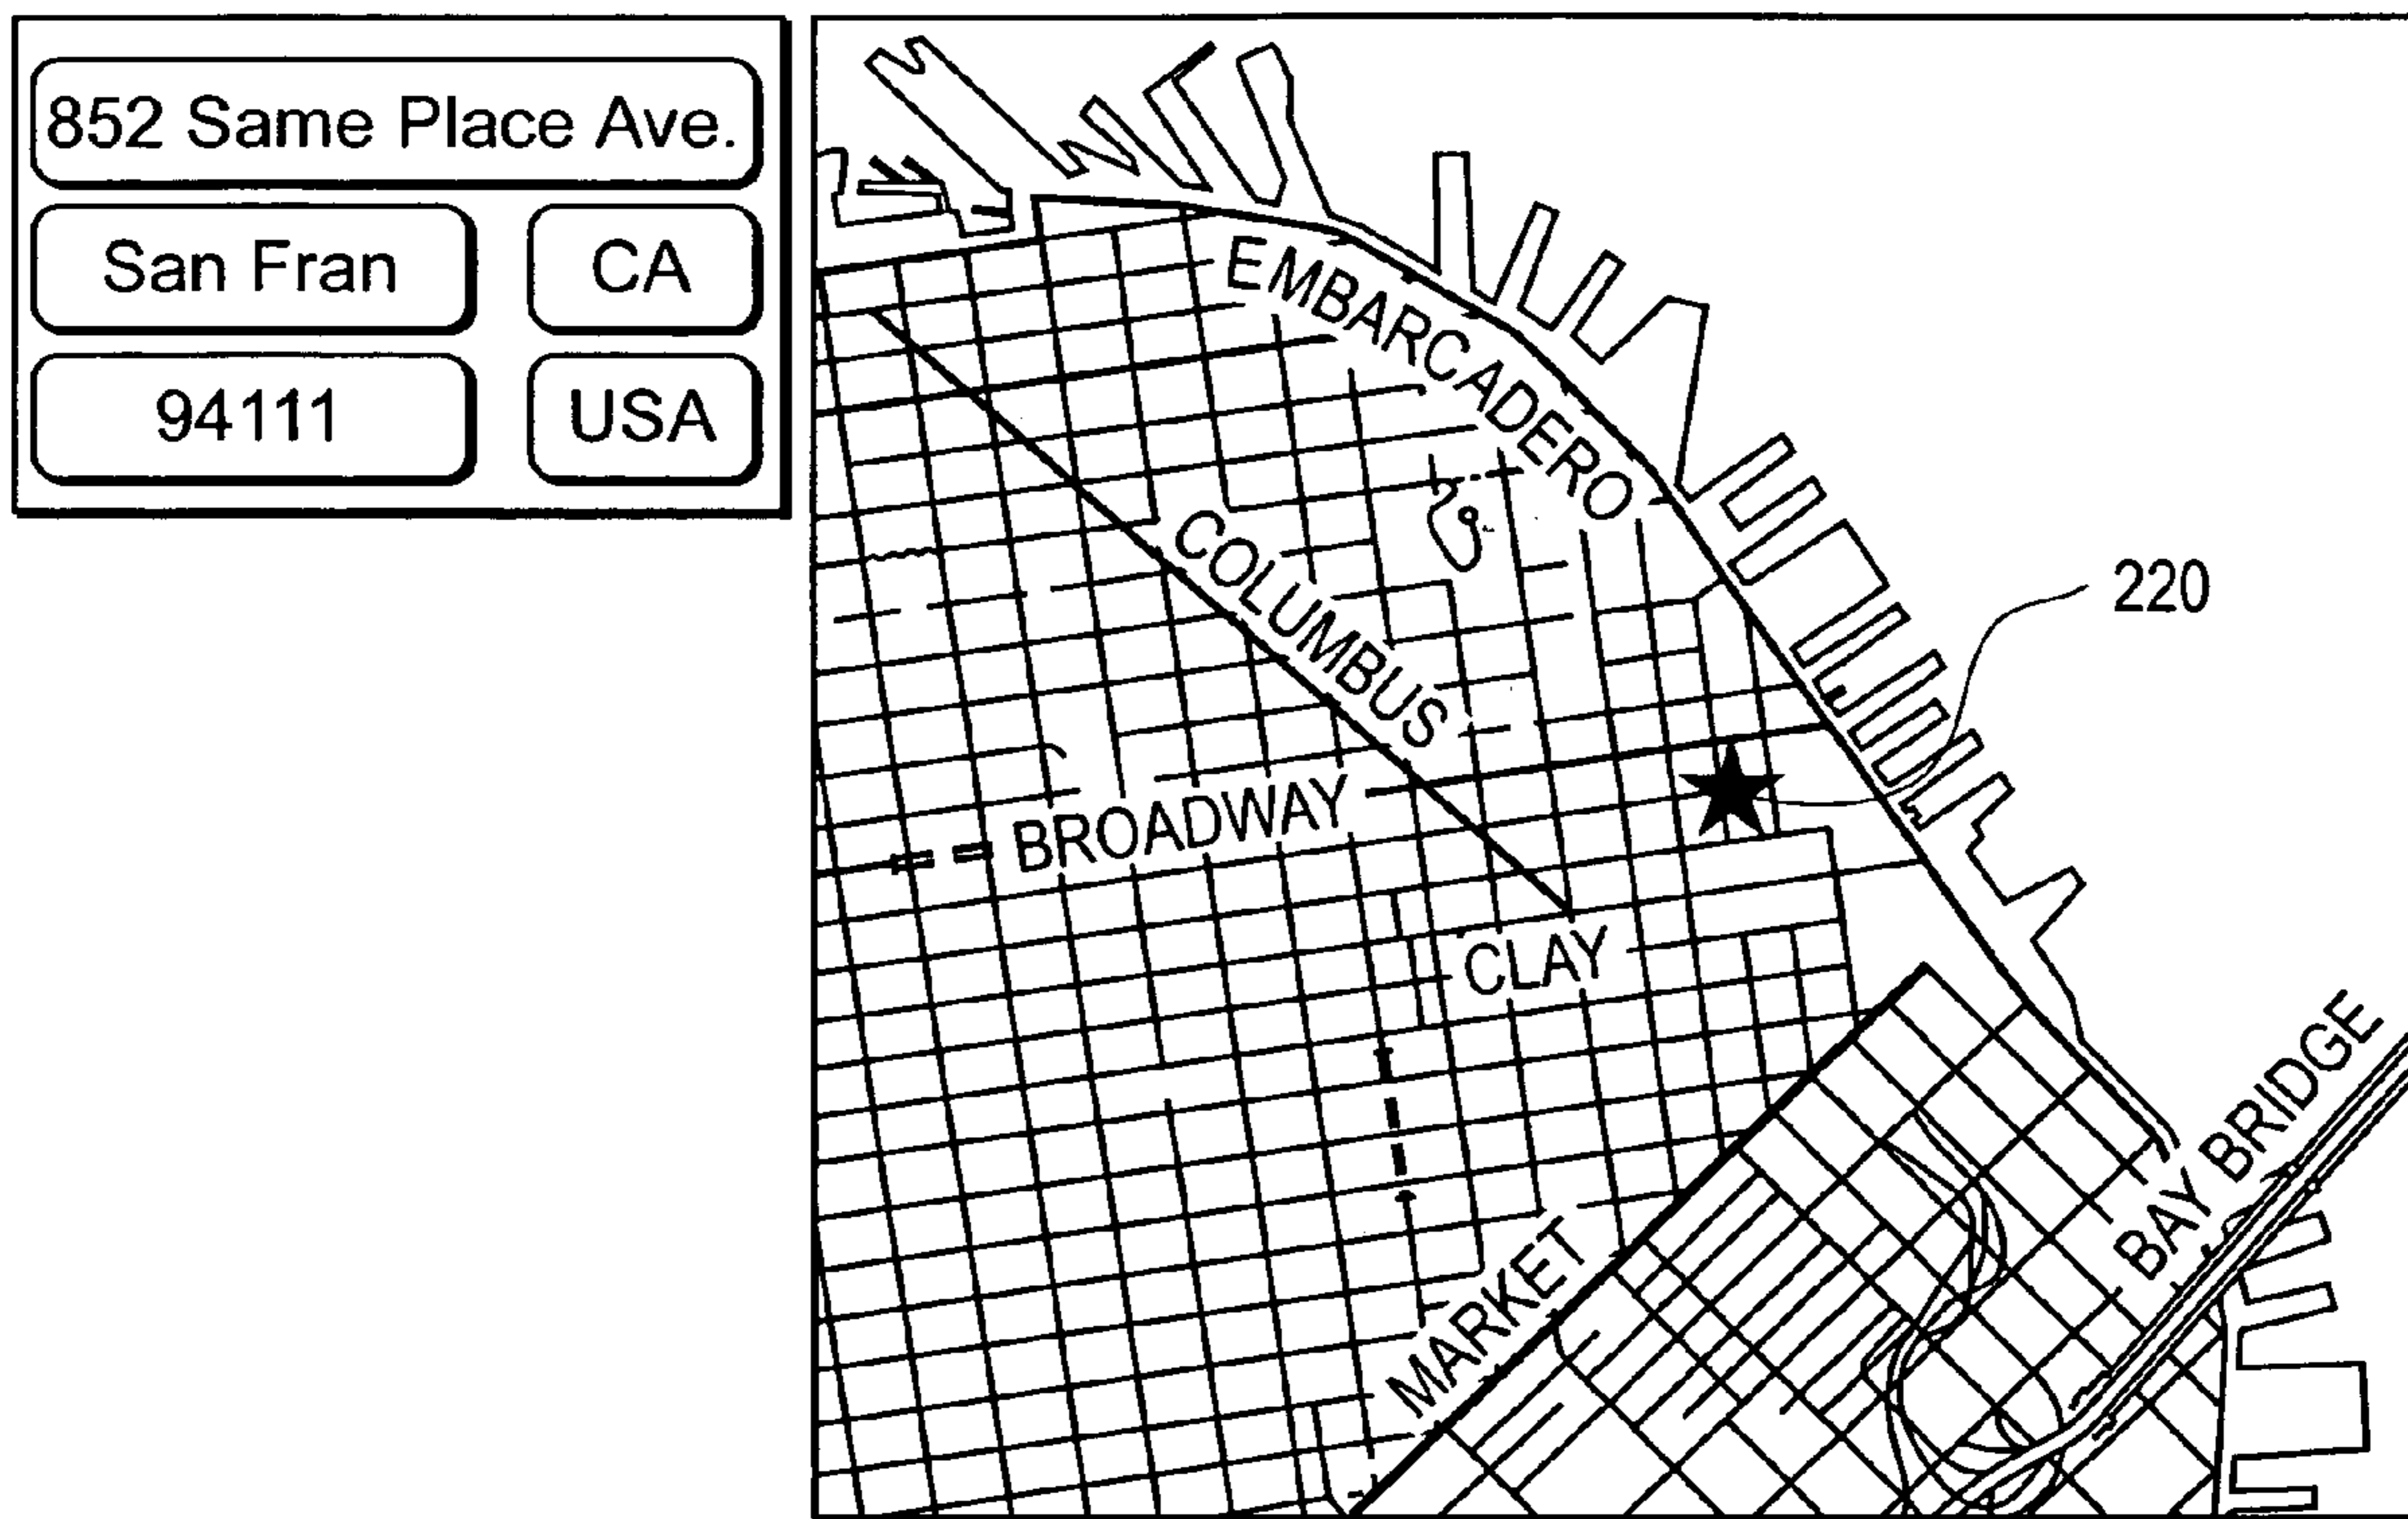 852 Same Place Ave.
San Fran
CA
94111
USA
EMBARCADERO
COLUMBUS
220
BROADWAY
CLAY
BAY BRIDGE
MARKET